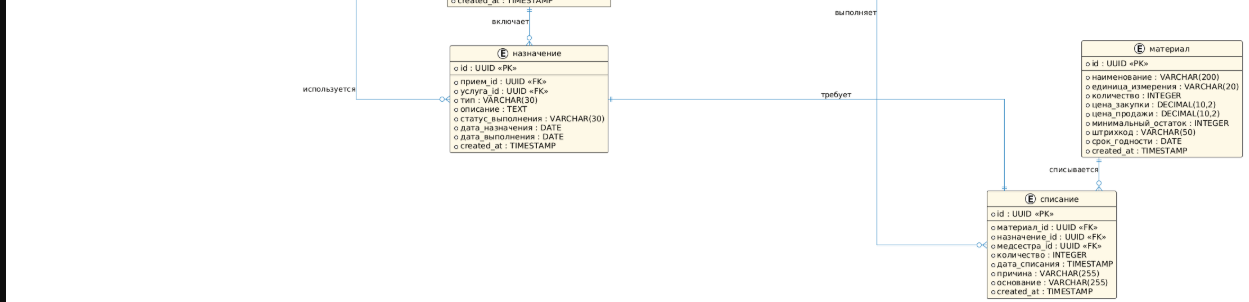 created_at : TIMESTAMP
включает
выполняет
E назначение
id : UUID «PK»
прием_id : UUID «FK»
услуга_id : UUID «FK»
тип : VARCHAR(30)
описание : TEXT
статус_выполнения : VARCHAR(30)
дата_назначения : DATE
дата_выполнения : DATE
created_at : TIMESTAMP
используется
требует
E материал
id : UUID «PK»
наименование : VARCHAR(200)
единица_измерения : VARCHAR(20)
количество : INTEGER
цена_закупки : DECIMAL(10,2)
цена_продажи : DECIMAL(10,2)
минимальный_остаток : INTEGER
штрихкод : VARCHAR(50)
срок_годности : DATE
created_at : TIMESTAMP
списывается
E списание
id : UUID «PK»
материал_id : UUID «FK»
назначение_id : UUID «FK»
медсестра_id : UUID «FK»
количество : INTEGER
дата_списания : TIMESTAMP
причина : VARCHAR(255)
основание : VARCHAR(255)
created_at : TIMESTAMP